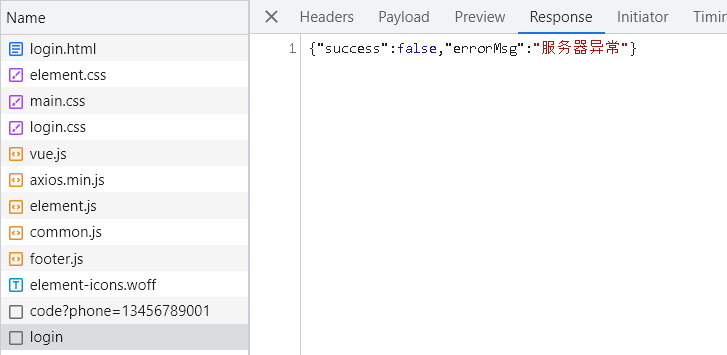 Name
login.html
element.css
main.css
login.css
vue.js
axios.min.js
element.js
common.js
footer.js
element-icons.woff
code?phone=13456789001
login
Headers Payload Preview Response Initiator Timin
1 {"success":false,"errorMsg":"服务器异常"}